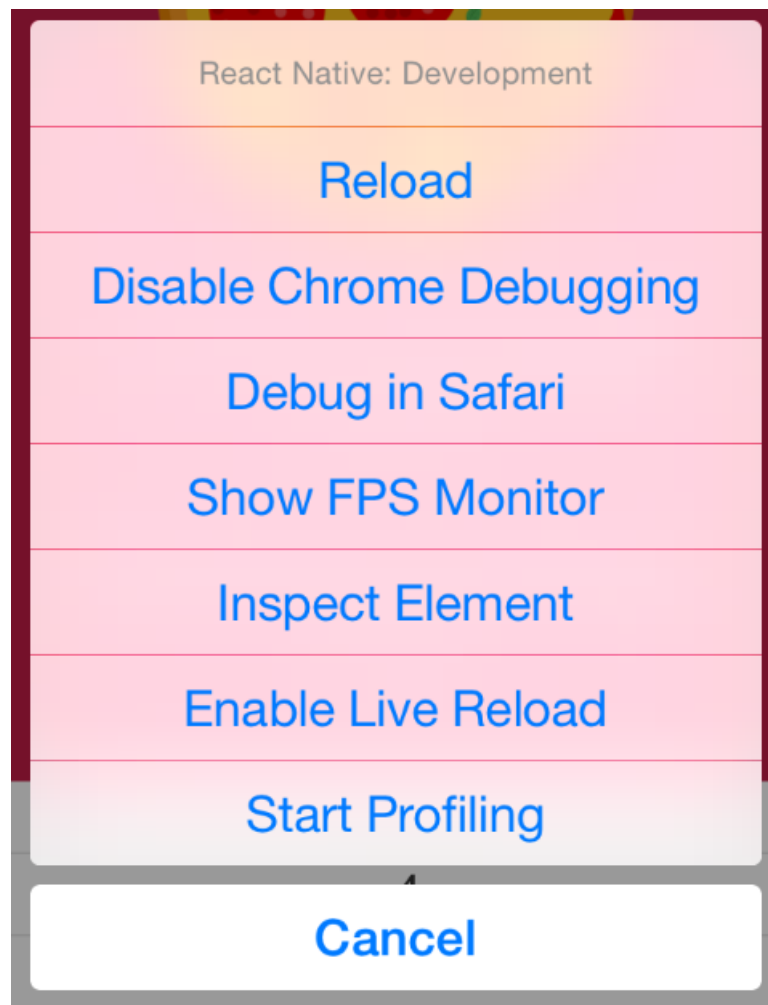 React Native: Development
Reload
Disable Chrome Debugging
Debug in Safari
Show FPS Monitor
Inspect Element
Enable Live Reload
Start Profiling
Cancel